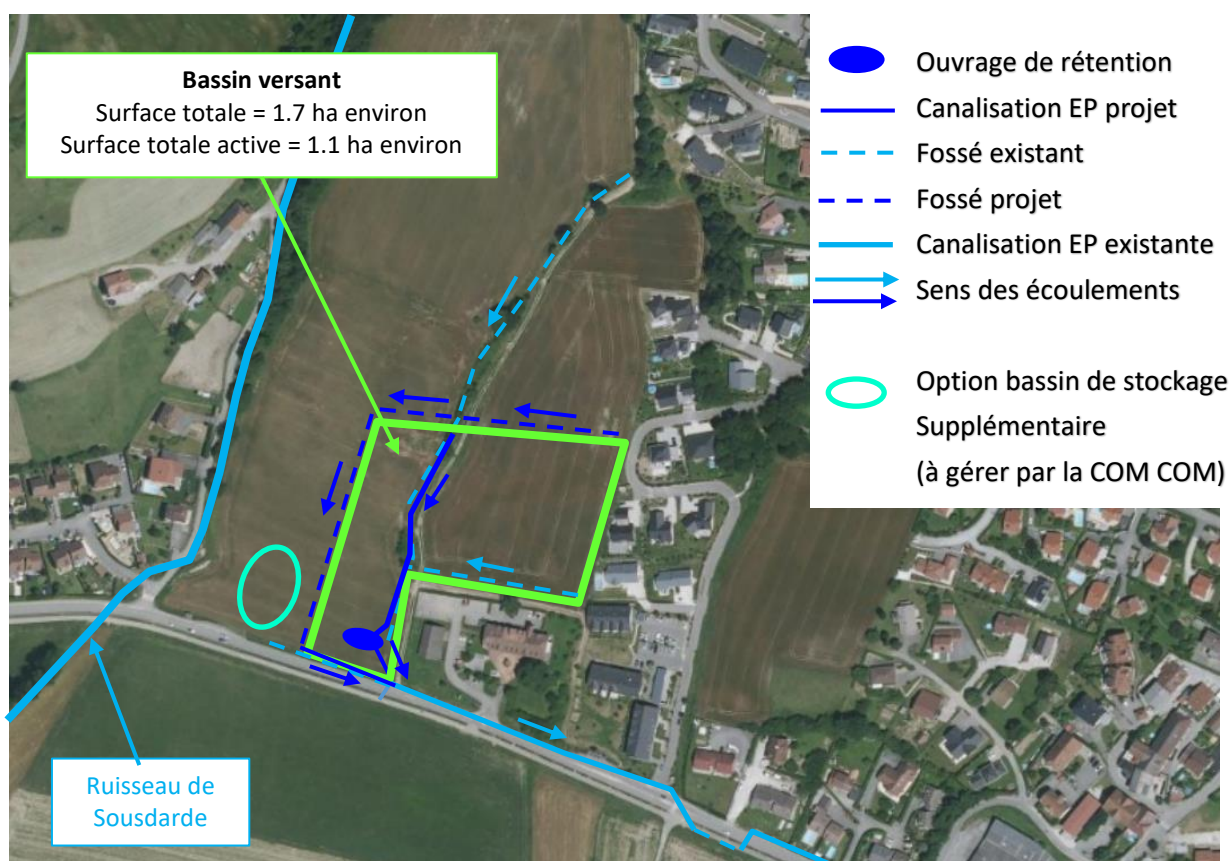 Bassin versant
Surface totale = 1.7 ha environ
Surface totale active = 1.1 ha environ
Ouvrage de rétention
Canalisation EP projet
Fossé existant
Fossé projet
Canalisation EP existante
Sens des écoulements
Option bassin de stockage
Supplémentaire
(à gérer par la COM COM)
Ruisseau de
Sousdarde